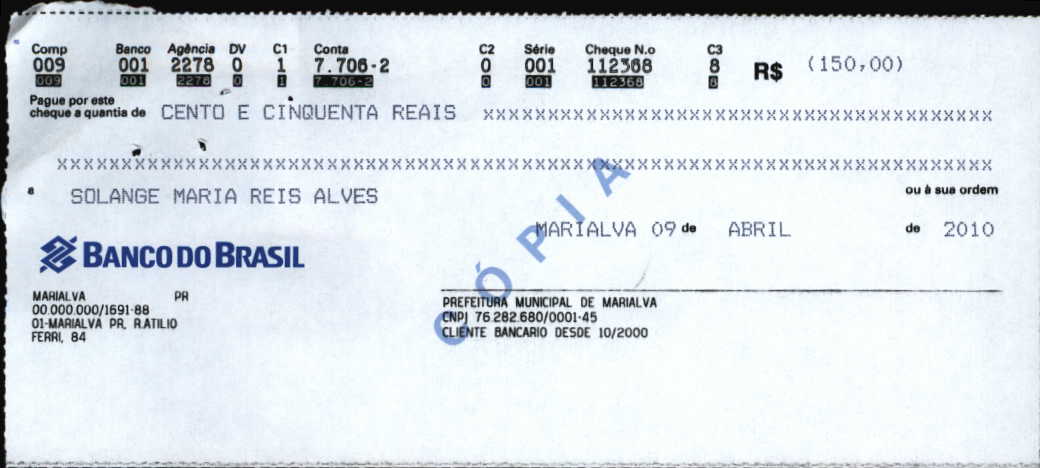 Comp Banco Agência DV C1 Conta C2 Série Cheque N.o C3
009 001 2278 0 1 7.706-2 0 001 112368 8 R$ (150,00)
009 001 2278 0 1 7.706-2 0 001 112368 8
Pague por este
cheque a quantia de CENTO E CINQUENTA REAIS XXXXXXXXXXXXXXXXXXXXXXXXXXXXXXXXXXXXXXX
XXXXXXXXXXXXXXXXXXXXXXXXXXXXXXXXXXXXXXXXXXXXXXXXXXXXXXXXXXXXXXXXXXXXXXXX
a SOLANGE MARIA REIS ALVES ou à sua ordem
MARIALVA 09 de ABRIL de 2010
BANCO DO BRASIL
MARIALVA PR
00.000.000/1691-88
01-MARIALVA PR. R.ATILIO
FERRI, 84
PREFEITURA MUNICIPAL DE MARIALVA
CNPJ 76.282.680/0001-45
CLIENTE BANCARIO DESDE 10/2000
CÓPIA